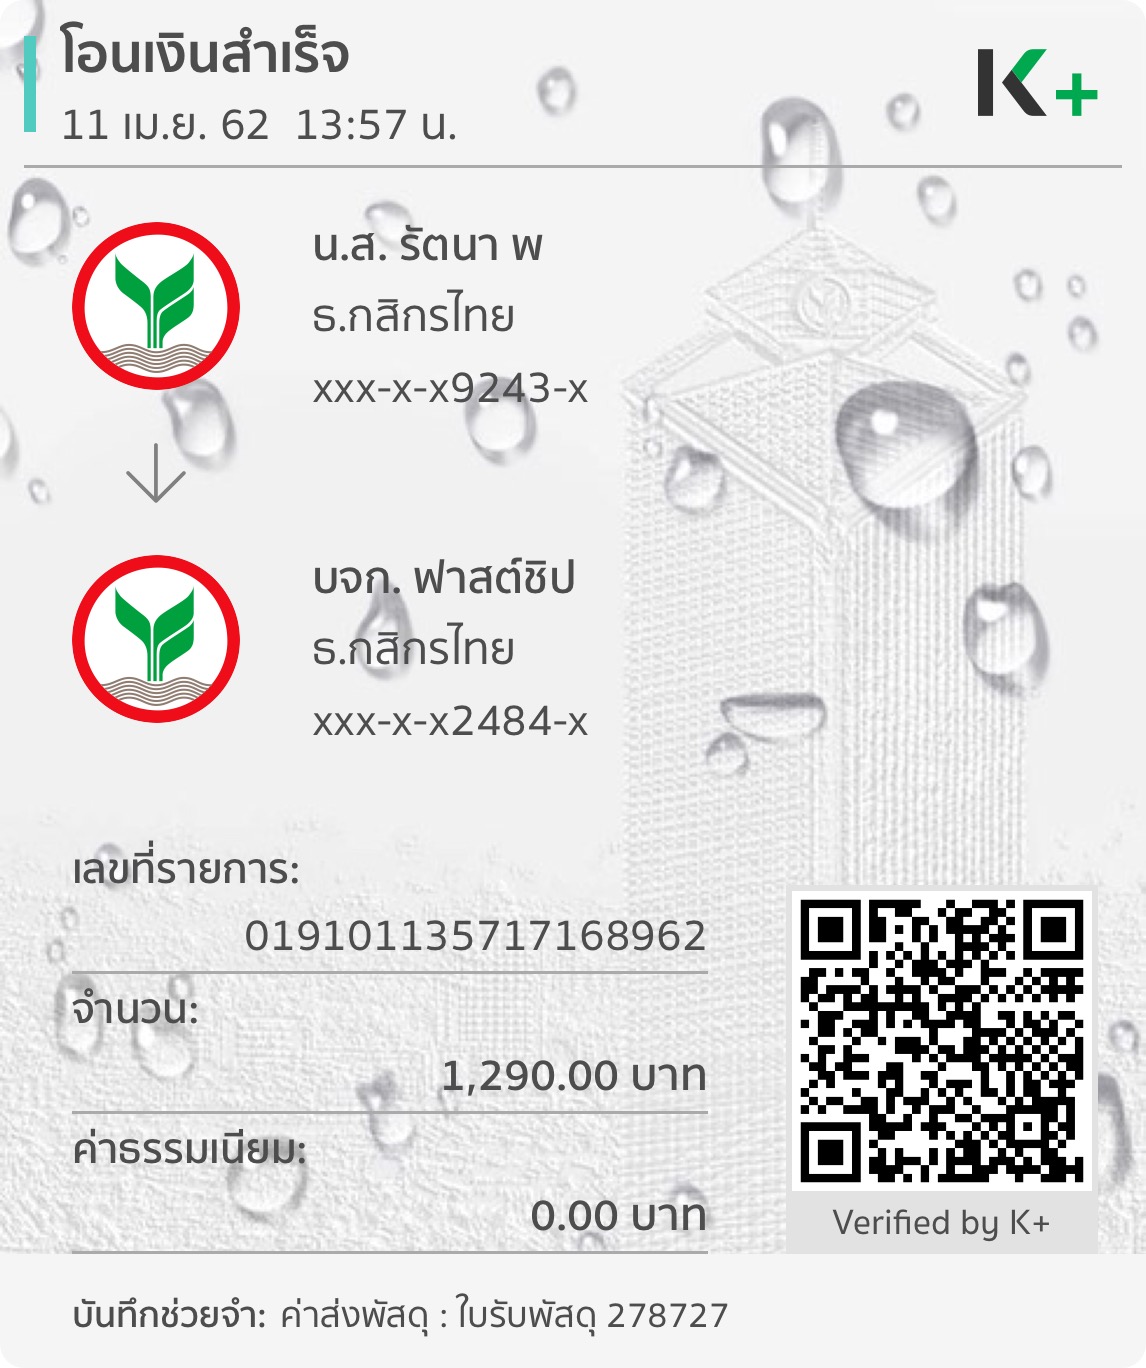 โอนเงินสำเร็จ
11 เม.ย. 62 13:57 น.
K+
น.ส. รัตนา พ
ธ.กสิกรไทย
xxx-x-x9243-x
บจก. ฟาสต์ชิป
ธ.กสิกรไทย
xxx-x-x2484-x
เลขที่รายการ:
019101135717168962
จำนวน:
1,290.00 บาท
ค่าธรรมเนียม:
0.00 บาท
Verified by K+
บันทึกช่วยจำ: ค่าส่งพัสดุ : ใบรับพัสดุ 278727